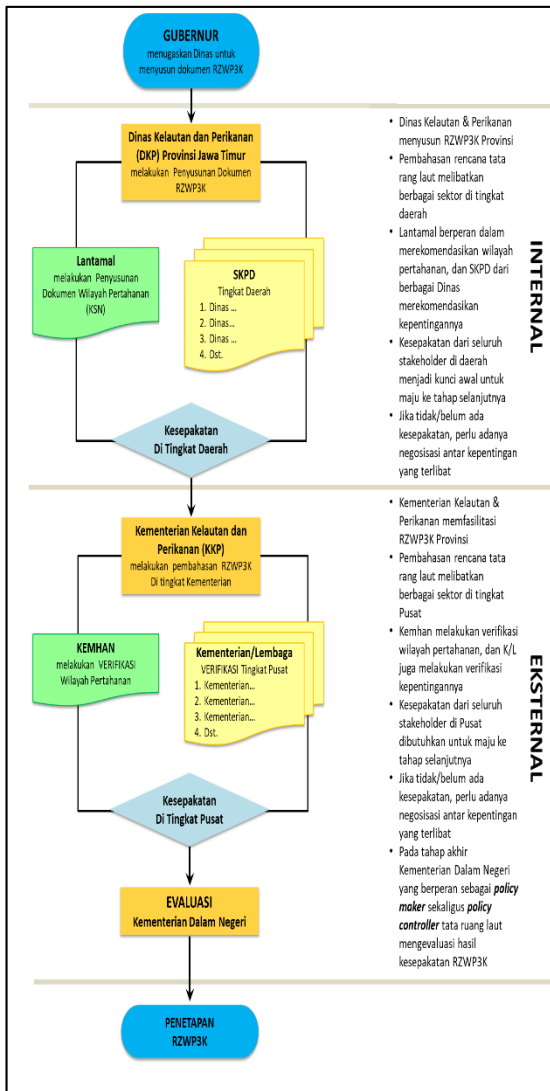 GUBERNUR
menugaskan Dinas untuk
menyusun dokumen RZWP3K
Dinas Kelautan dan Perikanan
(DKP) Provinsi Jawa Timur
melakukan Penyusunan Dokumen
RZWP3K
Lantamal
melakukan Penyusunan
Dokumen Wilayah Pertahanan
(KSN)
SKPD
Tingkat Daerah
1. Dinas ...
2. Dinas...
3. Dinas ...
4. Dst.
Kesepakatan
Di Tingkat Daerah
• Dinas Kelautan & Perikanan
menyusun RZWP3K Provinsi
• Pembahasan rencana tata
rang laut melibatkan
berbagai sektor di tingkat
daerah
• Lantamal berperan dalam
merekomendasikan wilayah
pertahanan, dan SKPD dari
berbagai Dinas
merekomendasikan
kepentingannya
• Kesepakatan dari seluruh
stakeholder di daerah
menjadi kunci awal untuk
maju ke tahap selanjutnya
• Jika tidak/belum ada
kesepakatan, perlu adanya
negosisasi antar kepentingan
yang terlibat
INTERNAL
Kementerian Kelautan dan
Perikanan (KKP)
melakukan pembahasan RZWP3K
Di tingkat Kementerian
KEMHAN
melakukan VERIFIKASI
Wilayah Pertahanan
Kementerian/Lembaga
VERIFIKASI Tingkat Pusat
1. Kementerian...
2. Kementerian...
3. Kementerian...
4. Dst.
Kesepakatan
Di Tingkat Pusat
EVALUASI
Kementerian Dalam Negeri
• Kementerian Kelautan &
Perikanan memfasilitasi
RZWP3K Provinsi
• Pembahasan rencana tata
rang laut melibatkan
berbagai sektor di tingkat
Pusat
• Kemhan melakukan verifikasi
wilayah pertahanan, dan K/L
juga melakukan verifikasi
kepentingannya
• Kesepakatan dari seluruh
stakeholder di Pusat
dibutuhkan untuk maju ke
tahap selanjutnya
• Jika tidak/belum ada
kesepakatan, perlu adanya
negosisasi antar kepentingan
yang terlibat
• Pada tahap akhir
Kementerian Dalam Negeri
yang berperan sebagai policy
maker sekaligus policy
controller tata ruang laut
mengevaluasi hasil
kesepakatan RZWP3K
EKSTERNAL
PENETAPAN
RZWP3K